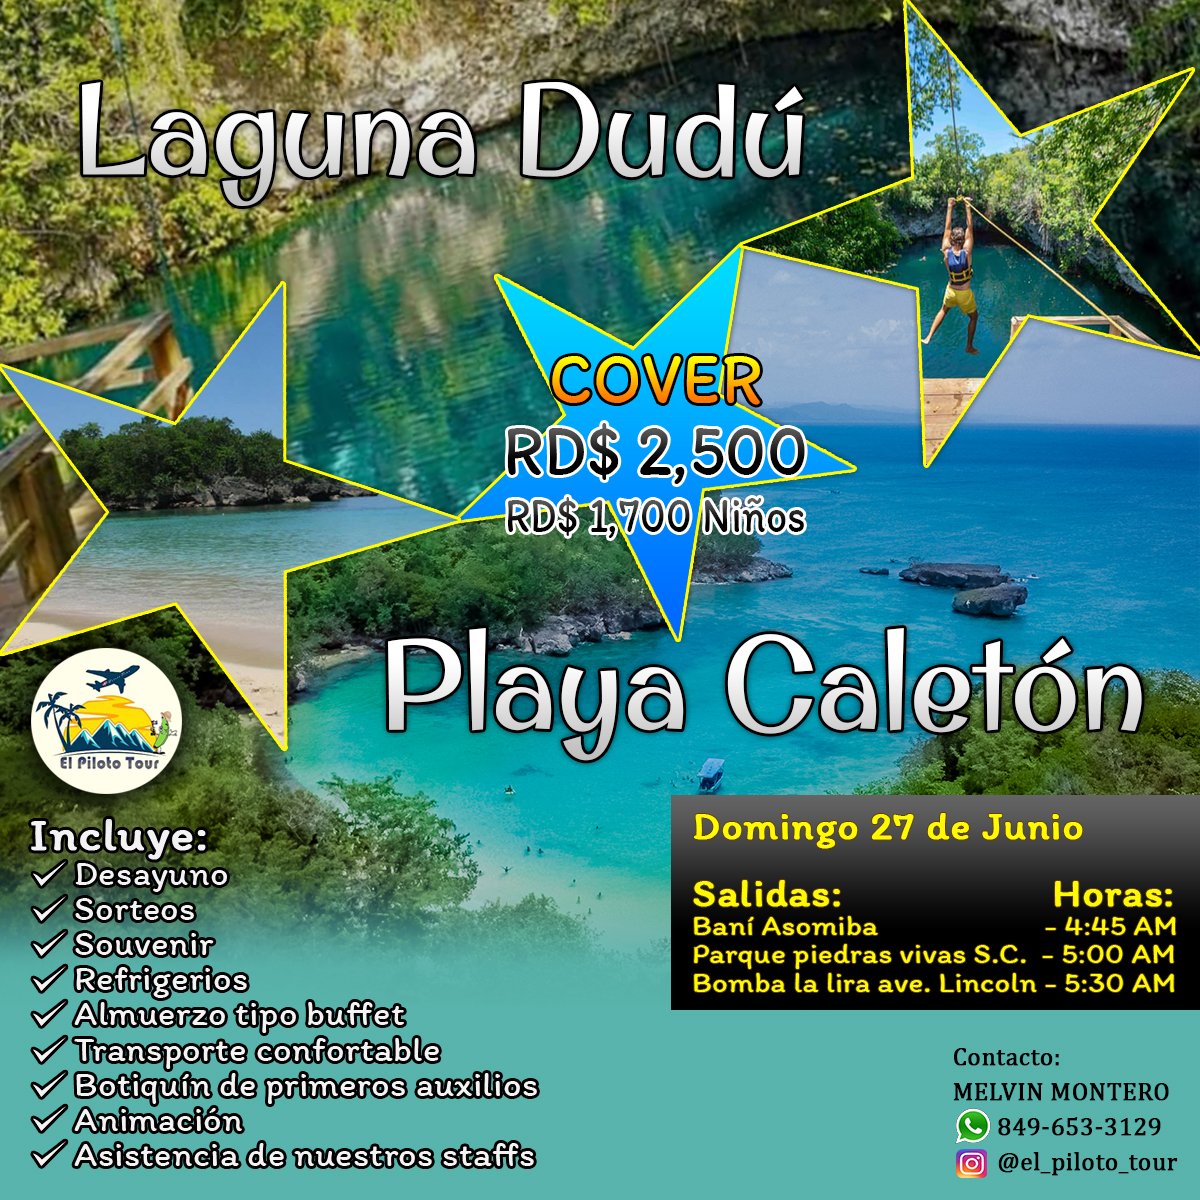 Laguna Dudú
COVER
RD$ 2,500
RD$ 1,700 Niños
Playa Caletón
El Piloto Tour
Incluye:
Desayuno
Sorteos
Souvenir
Refrigerios
Almuerzo tipo buffet
Transporte confortable
Botiquín de primeros auxilios
Animación
Asistencia de nuestros staffs
Domingo 27 de Junio
Salidas: Horas:
Baní Asomiba - 4:45 AM
Parque piedras vivas S.C. - 5:00 AM
Bomba la lira ave. Lincoln - 5:30 AM
Contacto:
MELVIN MONTERO
849-653-3129
@el_piloto_tour